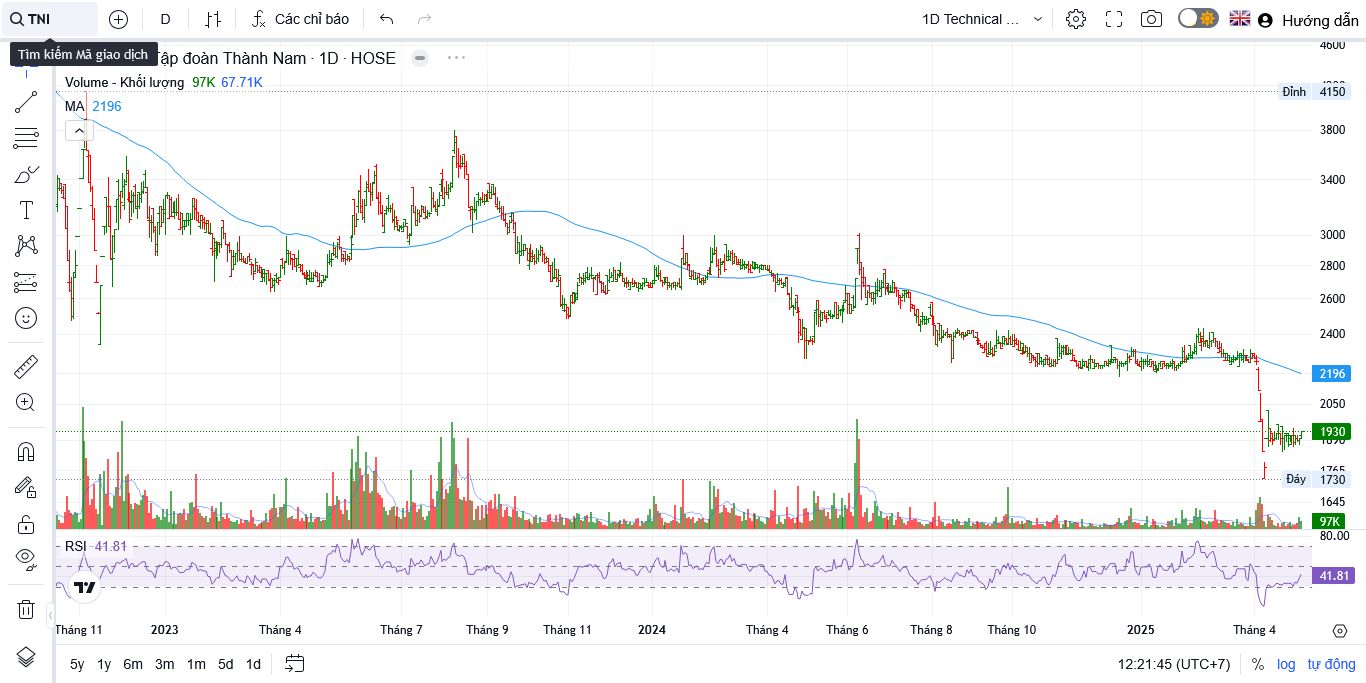 TNI
D
Các chỉ báo
1D Technical ...
Hướng dẫn
Tìm kiếm Mã giao dịch
Tập đoàn Thành Nam · 1D · HOSE
Volume - Khối lượng 97K 67.71K
MA 2196
4600
Đỉnh 4150
3800
3400
3000
2800
2600
2400
2196
2050
1930
1890
1765
Đáy 1730
1645
97K
80.00
RSI 41.81
41.81
Tháng 11 2023 Tháng 4 Tháng 7 Tháng 9 Tháng 11 2024 Tháng 4 Tháng 6 Tháng 8 Tháng 10 2025 Tháng 4
5y 1y 6m 3m 1m 5d 1d
12:21:45 (UTC+7) % log tự động